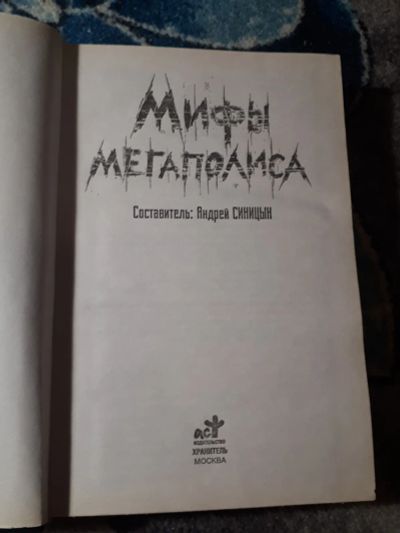 Мифы
мегаполиса
Составитель: Андрей СИНИЦЫН
аст
издательство
ХРАНИТЕЛЬ
МОСКВА